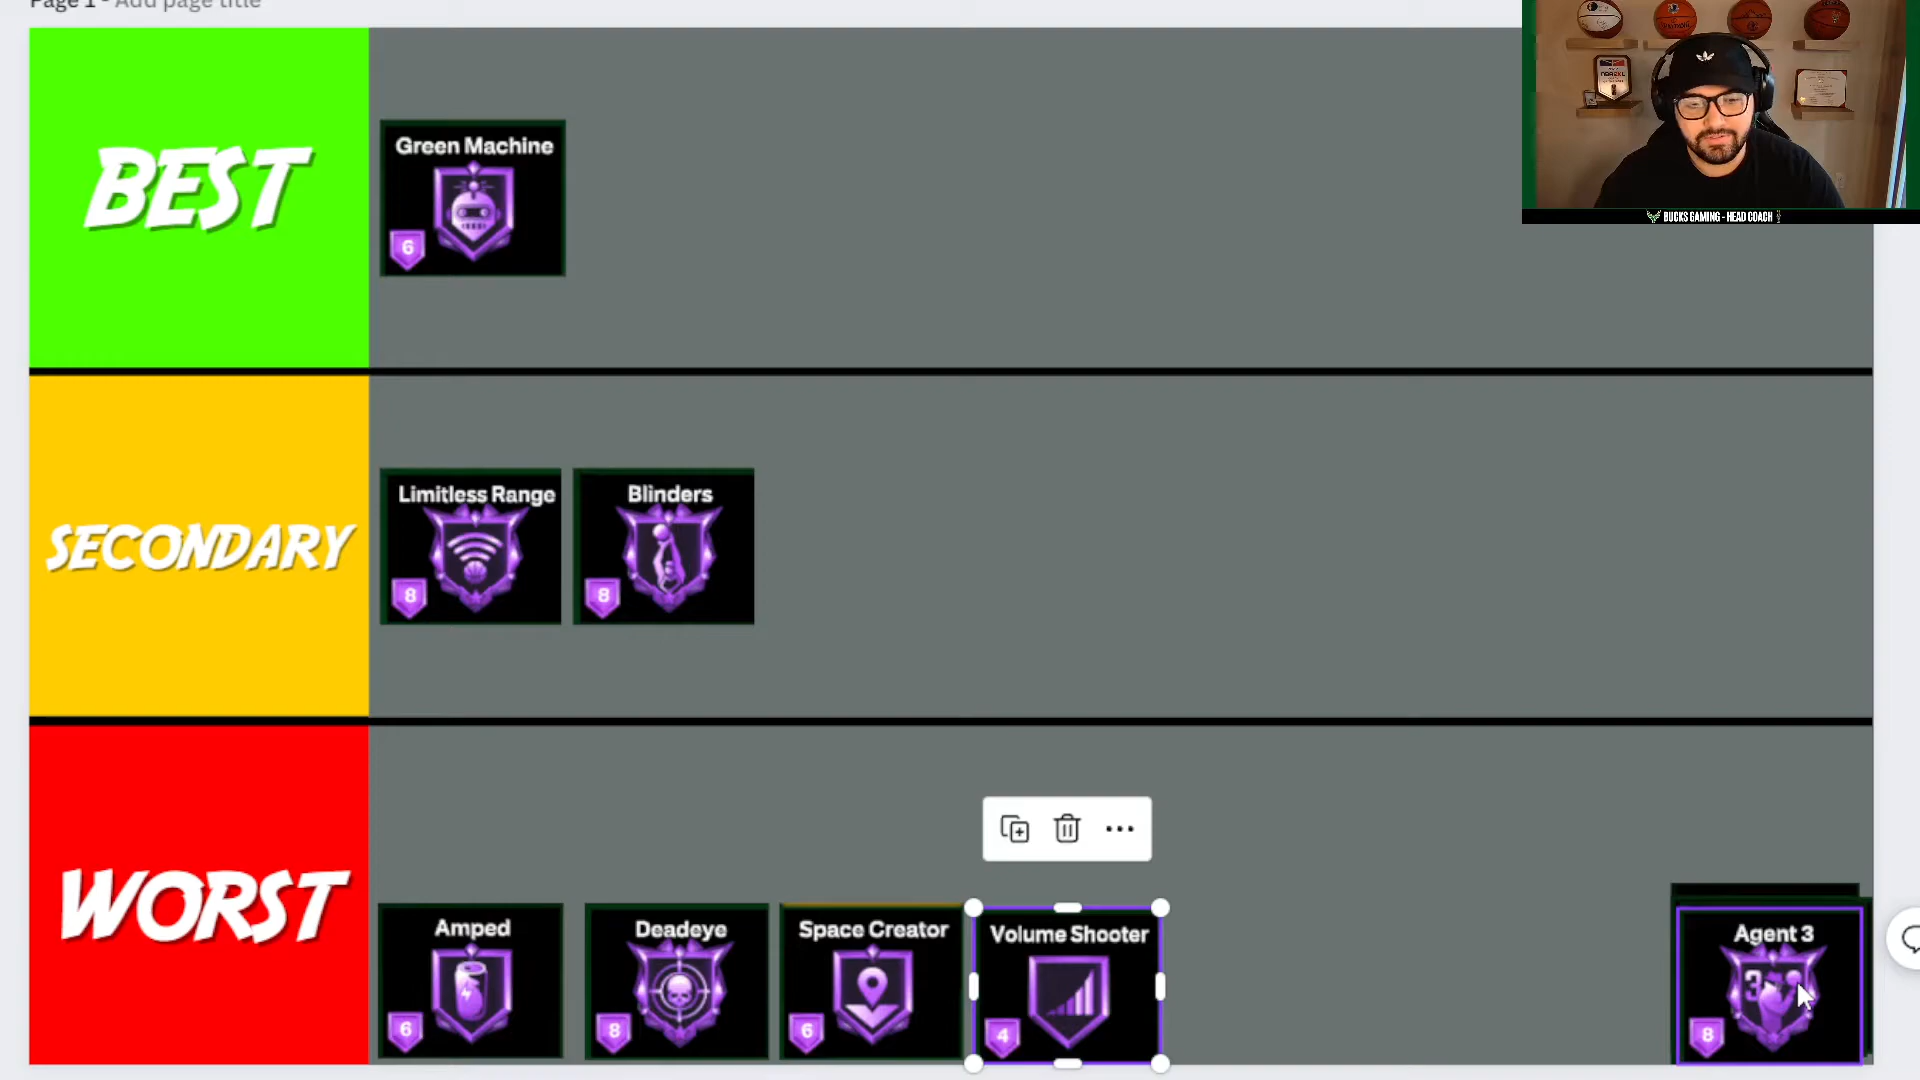 Page 1 - Add page title
BEST
Green Machine
6
BUCKS GAMING - HEAD COACH
SECONDARY
Limitless Range
8
Blinders
8
WORST
Amped
6
Deadeye
8
Space Creator
6
Volume Shooter
4
Agent 3
3
8